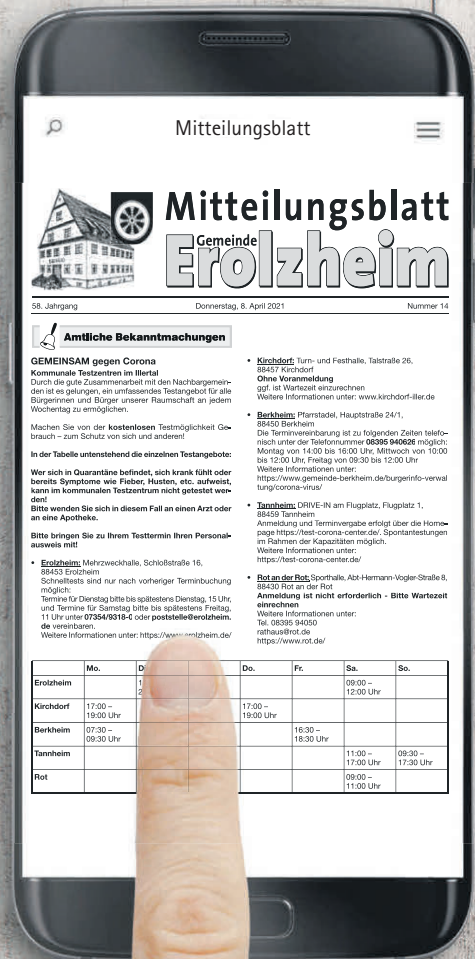 Mitteilungsblatt
Mitteilungsblatt
Gemeinde
Erolzheim
58. Jahrgang Donnerstag, 8. April 2021 Nummer 14
Amtliche Bekanntmachungen
GEMEINSAM gegen Corona
Kommunale Testzentren im Illertal
Durch die gute Zusammenarbeit mit den Nachbargemein-
den ist es gelungen, ein umfassendes Testangebot für alle
Bürgerinnen und Bürger unserer Raumschaft an jedem
Wochentag zu ermöglichen.
Machen Sie von der kostenlosen Testmöglichkeit Ge-
brauch – zum Schutz von sich und anderen!
In der Tabelle untenstehend die einzelnen Testangebote:
Wer sich in Quarantäne befindet, sich krank fühlt oder
bereits Symptome wie Fieber, Husten, etc. aufweist,
kann im kommunalen Testzentrum nicht getestet wer-
den!
Bitte wenden Sie sich in diesem Fall an einen Arzt oder
an eine Apotheke.
Bitte bringen Sie zu Ihrem Testtermin Ihren Personal-
ausweis mit!
• Erolzheim: Mehrzweckhalle, Schloßstraße 16,
88453 Erolzheim
Schnelltests sind nur nach vorheriger Terminbuchung
möglich:
Termine für Dienstag bitte bis spätestens Dienstag, 15 Uhr,
und Termine für Samstag bitte bis spätestens Freitag,
11 Uhr unter 07354/9318-0 oder poststelle@erolzheim.
de vereinbaren.
Weitere Informationen unter: https://www.erolzheim.de/
• Kirchdorf: Turn- und Festhalle, Talstraße 26,
88457 Kirchdorf
Ohne Voranmeldung
ggf. ist Wartezeit einzurechnen
Weitere Informationen unter: www.kirchdorf-iller.de
• Berkheim: Pfarrstadel, Hauptstraße 24/1,
88450 Berkheim
Die Terminvereinbarung ist zu folgenden Zeiten telefo-
nisch unter der Telefonnummer 08395 940626 möglich:
Montag von 14:00 bis 16:00 Uhr, Mittwoch von 10:00
bis 12:00 Uhr, Freitag von 09:30 bis 12:00 Uhr
Weitere Informationen unter:
https://www.gemeinde-berkheim.de/burgerinfo-verwal
tung/corona-virus/
• Tannheim: DRIVE-IN am Flugplatz, Flugplatz 1,
88459 Tannheim
Anmeldung und Terminvergabe erfolgt über die Home-
page https://test-corona-center.de/. Spontantestungen
im Rahmen der Kapazitäten möglich.
Weitere Informationen unter:
https://test-corona-center.de/
• Rot an der Rot: Sporthalle, Abt-Hermann-Vogler-Straße 8,
88430 Rot an der Rot
Anmeldung ist nicht erforderlich - Bitte Wartezeit
einrechnen
Weitere Informationen unter:
Tel. 08395 94050
rathaus@rot.de
https://www.rot.de/
Mo. Do. Fr. Sa. So.
Erolzheim 09:00 –
12:00 Uhr
Kirchdorf 17:00 – 17:00 –
19:00 Uhr 19:00 Uhr
Berkheim 07:30 – 16:30 –
09:30 Uhr 18:30 Uhr
Tannheim 11:00 – 09:30 –
17:00 Uhr 17:30 Uhr
Rot 09:00 –
11:00 Uhr